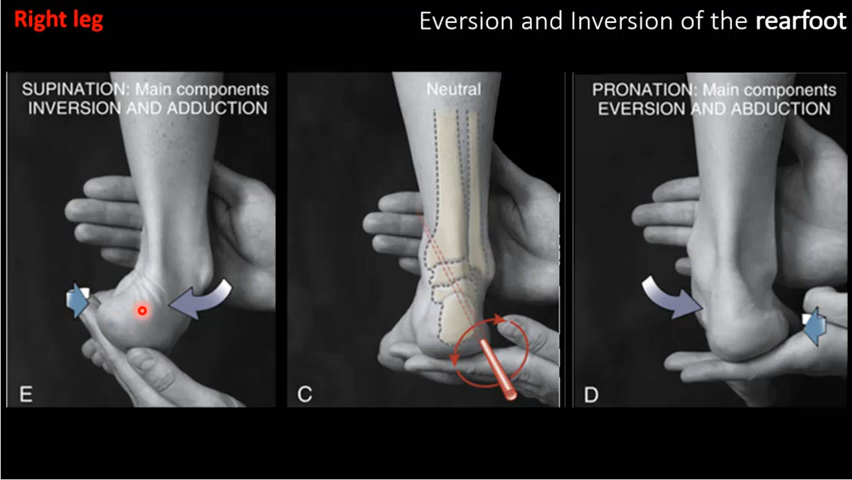 Right leg
Eversion and Inversion of the rearfoot
SUPINATION: Main components
INVERSION AND ADDUCTION
Neutral
PRONATION: Main components
EVERSION AND ABDUCTION
E
C
D